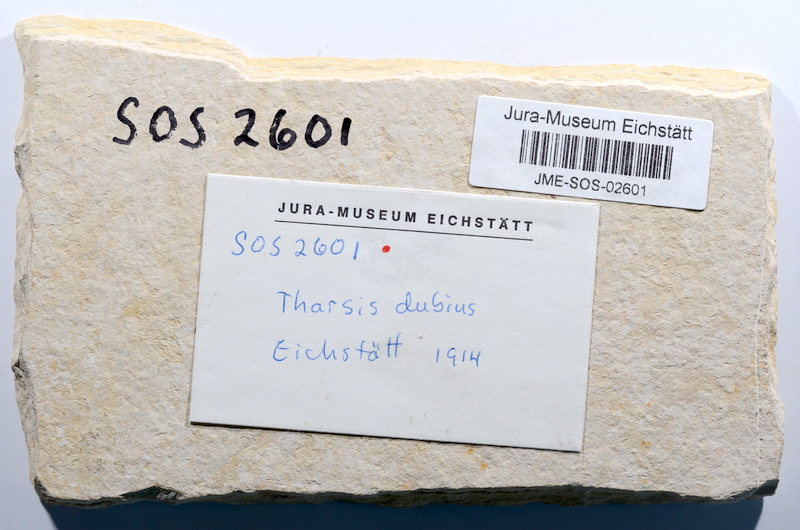 SOS 2601
Jura-Museum Eichstätt
JME-SOS-02601
JURA-MUSEUM EICHSTÄTT
SOS 2601
Tharsis dubius
Eichstätt 1914